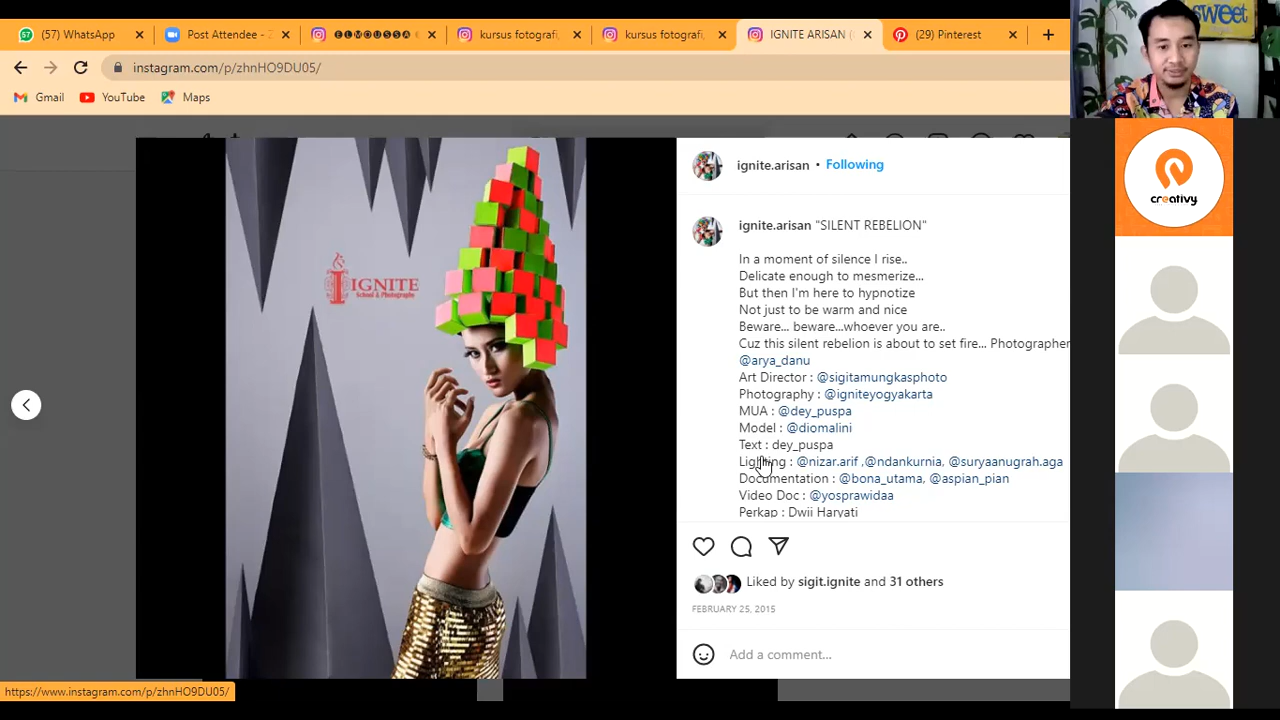 (57) WhatsApp
Post Attendee - Z
ELMOUSSA
kursus fotografi,
kursus fotografi,
IGNITE ARISAN (
(29) Pinterest
instagram.com/p/zhnHO9DU05/
Gmail
YouTube
Maps
sweet
creativy
IGNITE
School of Photography
ignite.arisan • Following
ignite.arisan "SILENT REBELION"
In a moment of silence I rise..
Delicate enough to mesmerize...
But then I'm here to hypnotize
Not just to be warm and nice
Beware... beware...whoever you are..
Cuz this silent rebelion is about to set fire... Photographer
@arya_danu
Art Director : @sigitamungkasphoto
Photography : @igniteyogyakarta
MUA : @dey_puspa
Model : @diomalini
Text : dey_puspa
Lighting : @nizar.arif ,@ndankurnia, @suryaanugrah.aga
Documentation : @bona_utama, @aspian_pian
Video Doc : @yosprawidaa
Perkap : Dwii Haryati
Liked by sigit.ignite and 31 others
FEBRUARY 25, 2015
Add a comment...
https://www.instagram.com/p/zhnHO9DU05/